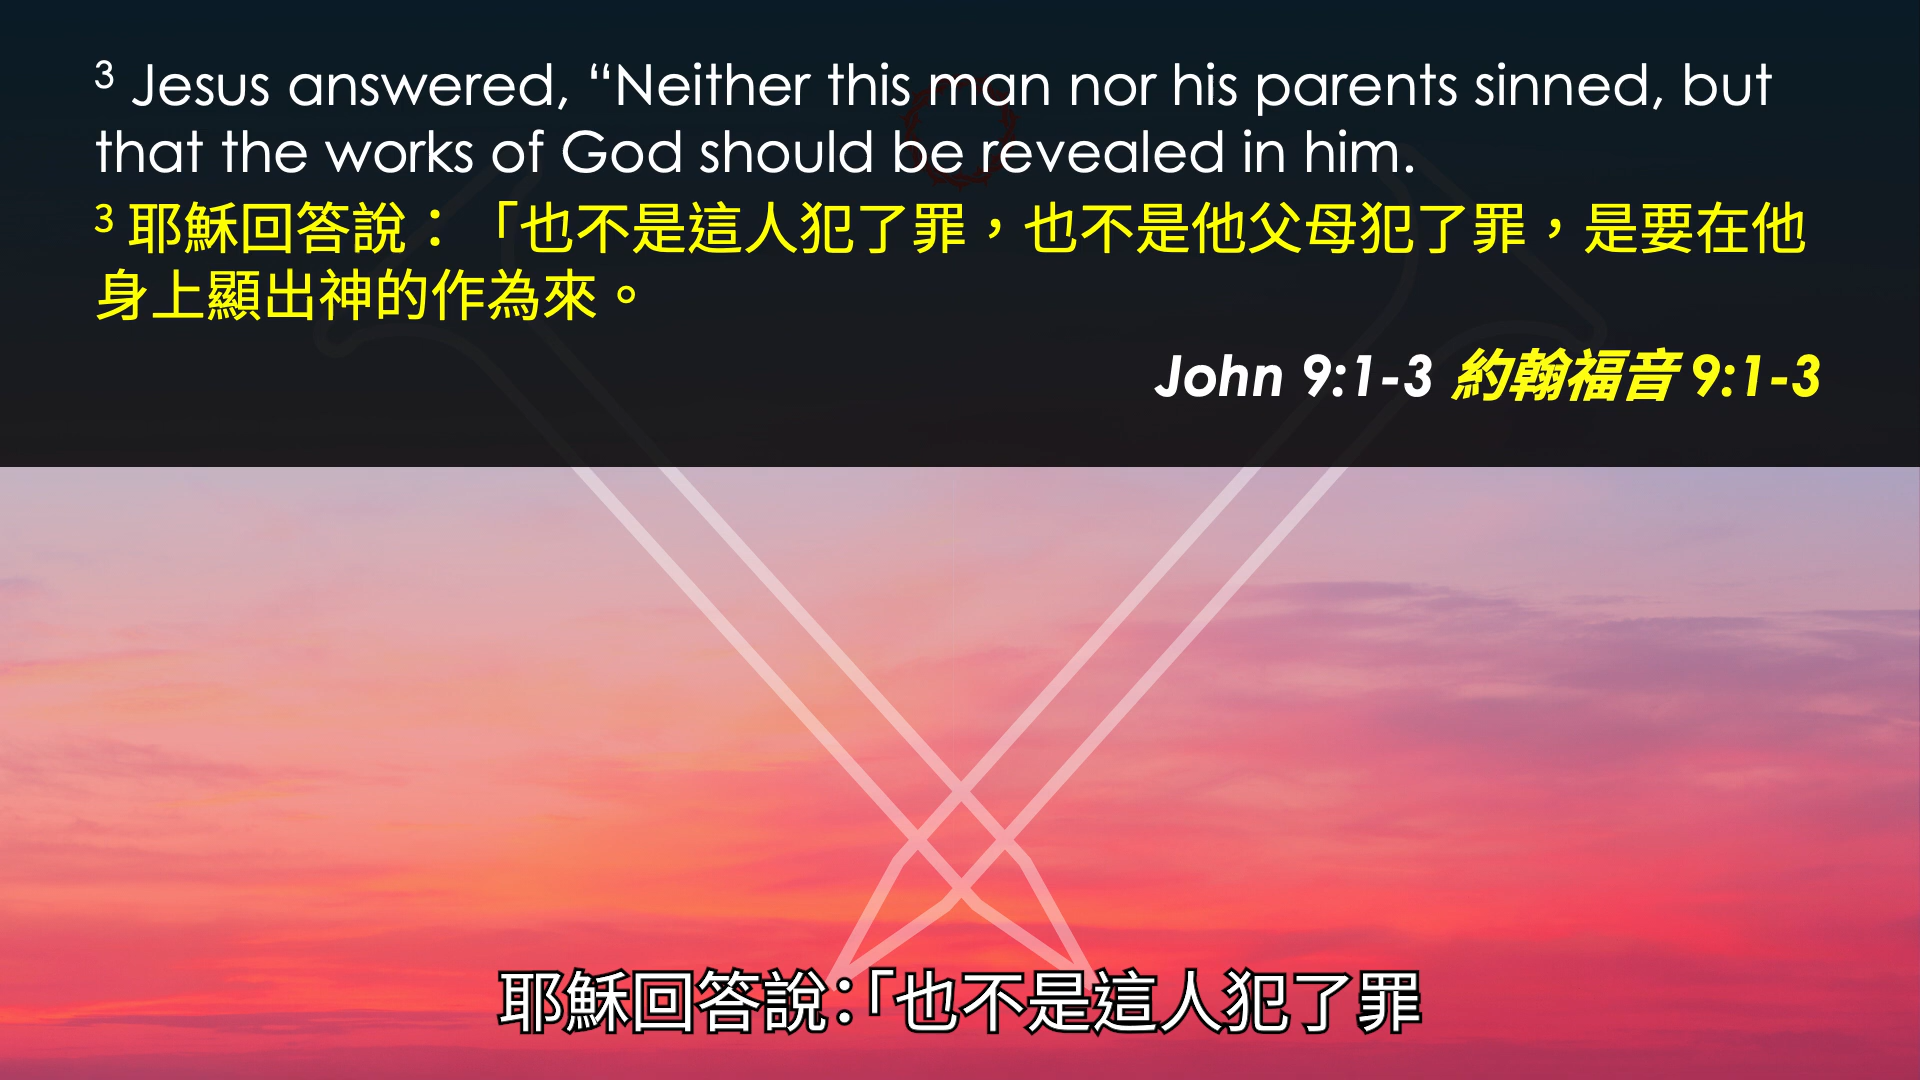 ³ Jesus answered, “Neither this man nor his parents sinned, but
that the works of God should be revealed in him.
³ 耶穌回答說：「也不是這人犯了罪，也不是他父母犯了罪，是要在他
身上顯出神的作為來。
John 9:1-3 約翰福音 9:1-3
耶穌回答說：「也不是這人犯了罪